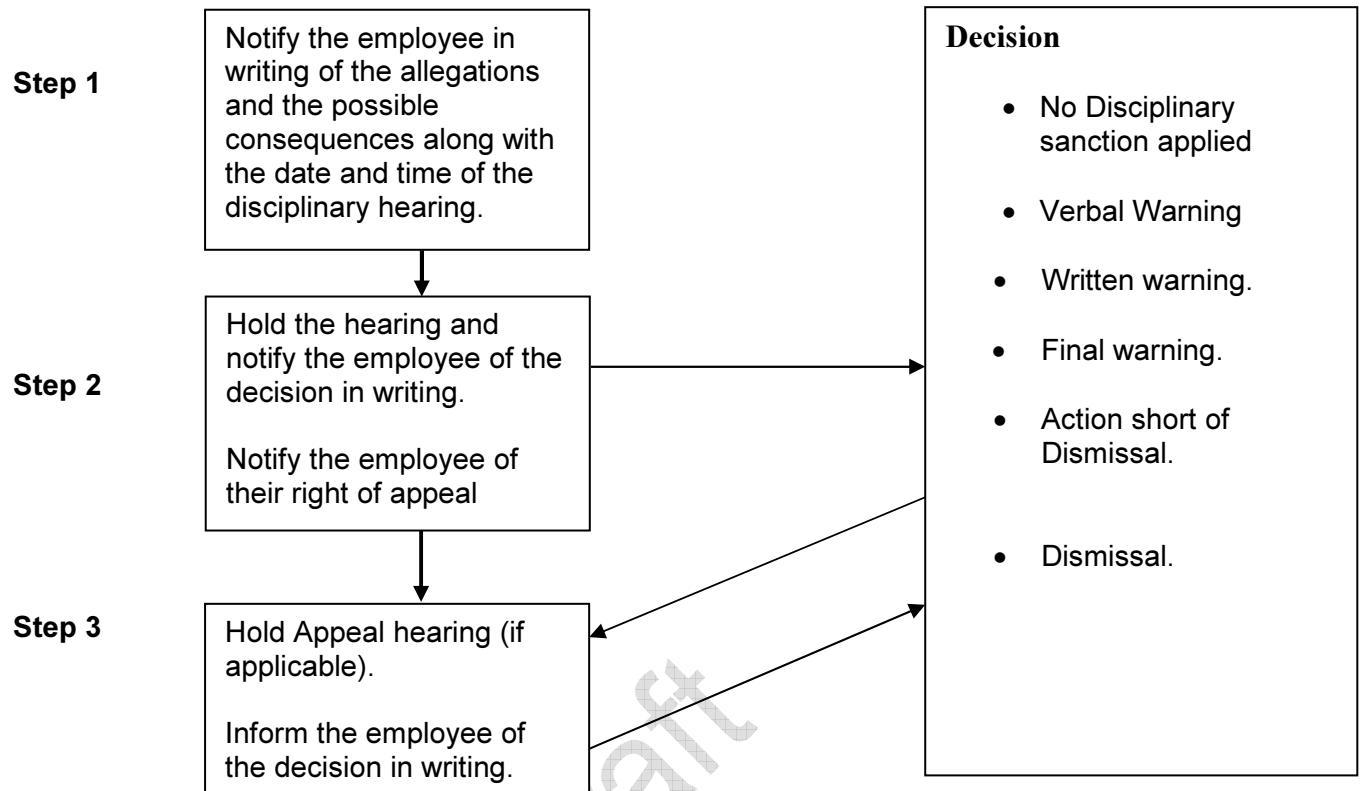 Step 1
Notify the employee in
writing of the allegations
and the possible
consequences along with
the date and time of the
disciplinary hearing.
Step 2
Hold the hearing and
notify the employee of the
decision in writing.
Notify the employee of
their right of appeal
Step 3
Hold Appeal hearing (if
applicable).
Inform the employee of
the decision in writing.
Decision
• No Disciplinary
sanction applied
• Verbal Warning
• Written warning.
• Final warning.
• Action short of
Dismissal.
• Dismissal.